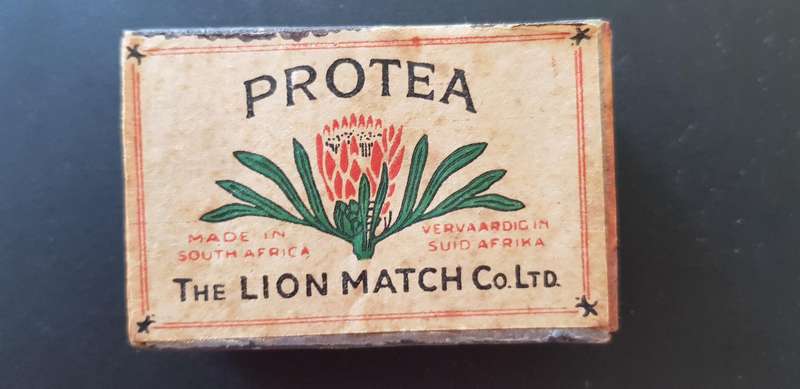 PROTEA
MADE IN
SOUTH AFRICA
VERVAARDIG IN
SUID AFRIKA
THE LION MATCH CO. LTD.